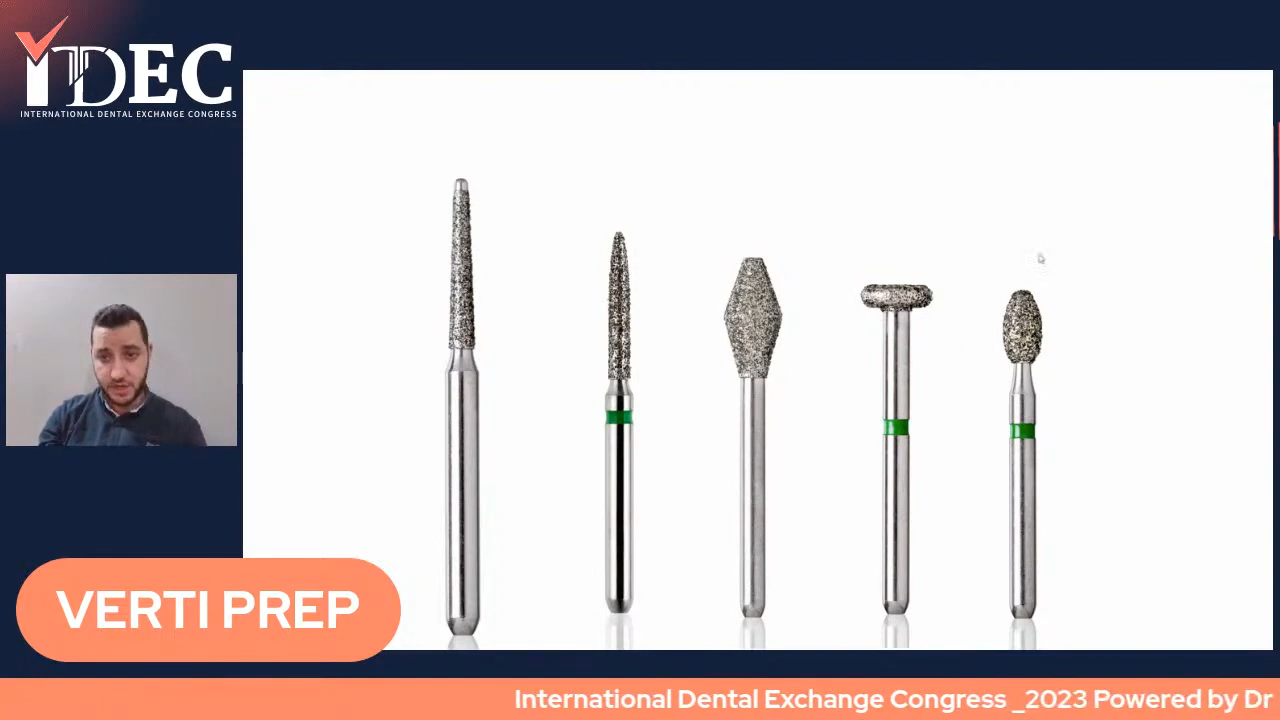 IDEC
INTERNATIONAL DENTAL EXCHANGE CONGRESS
VERTI PREP
International Dental Exchange Congress _2023 Powered by Dr